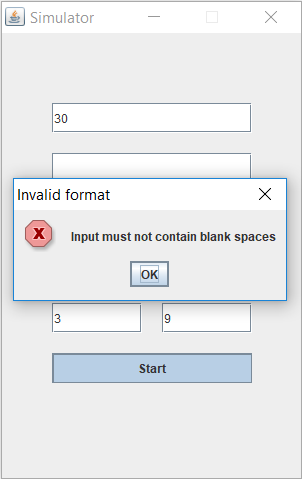 Simulator
30
Invalid format
Input must not contain blank spaces
OK
3 9
Start